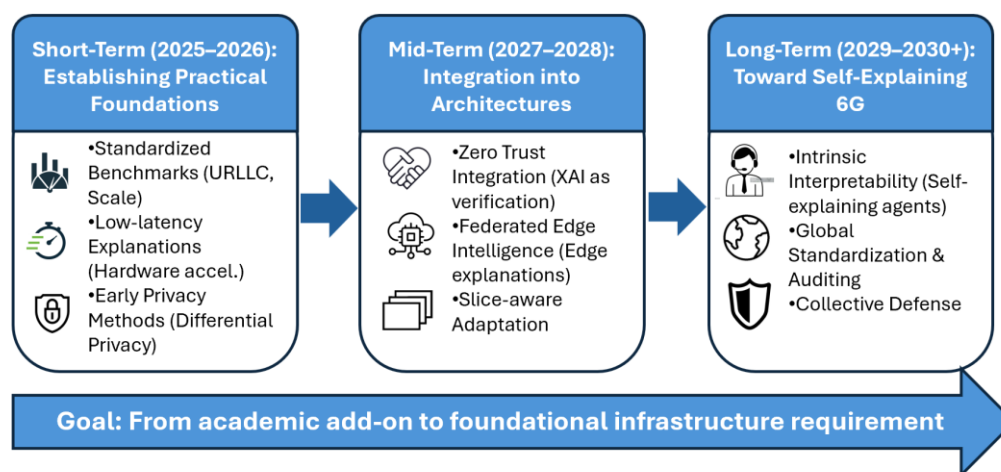 Short-Term (2025–2026):
Establishing Practical
Foundations
•Standardized
Benchmarks (URLLC,
Scale)
•Low-latency
Explanations
(Hardware accel.)
•Early Privacy
Methods (Differential
Privacy)
Mid-Term (2027–2028):
Integration into
Architectures
•Zero Trust
Integration (XAI as
verification)
•Federated Edge
Intelligence (Edge
explanations)
•Slice-aware
Adaptation
Long-Term (2029–2030+):
Toward Self-Explaining
6G
•Intrinsic
Interpretability (Self-
explaining agents)
•Global
Standardization &
Auditing
•Collective Defense
Goal: From academic add-on to foundational infrastructure requirement